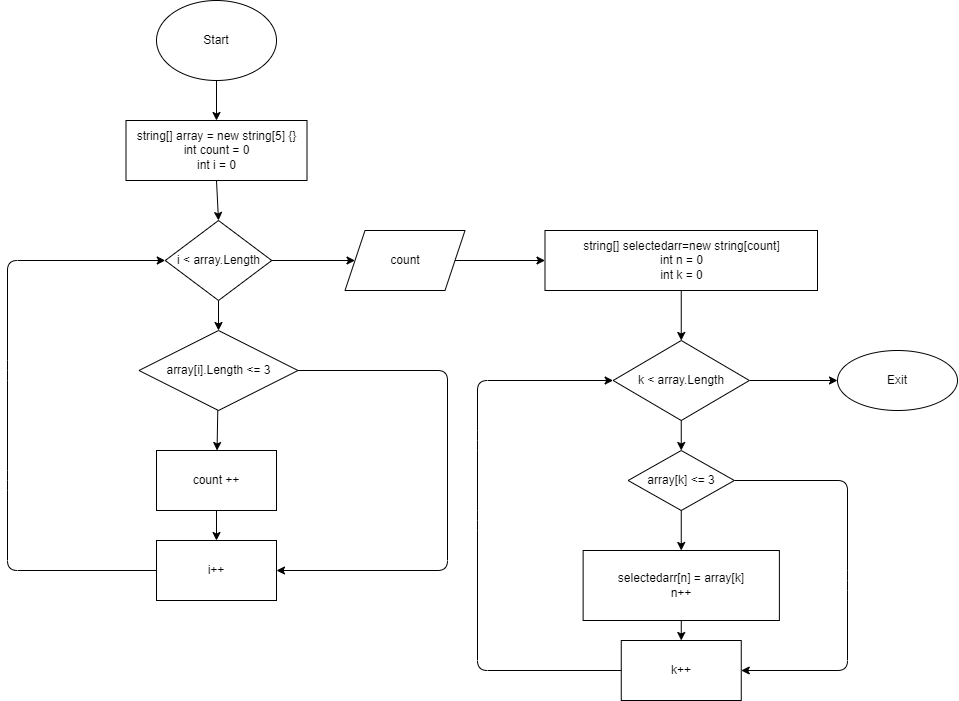 Start
string[] array = new string[5] {}
int count = 0
int i = 0
i < array.Length
count
string[] selectedarr=new string[count]
int n = 0
int k = 0
array[i].Length <= 3
k < array.Length
Exit
count ++
array[k] <= 3
i++
selectedarr[n] = array[k]
n++
k++